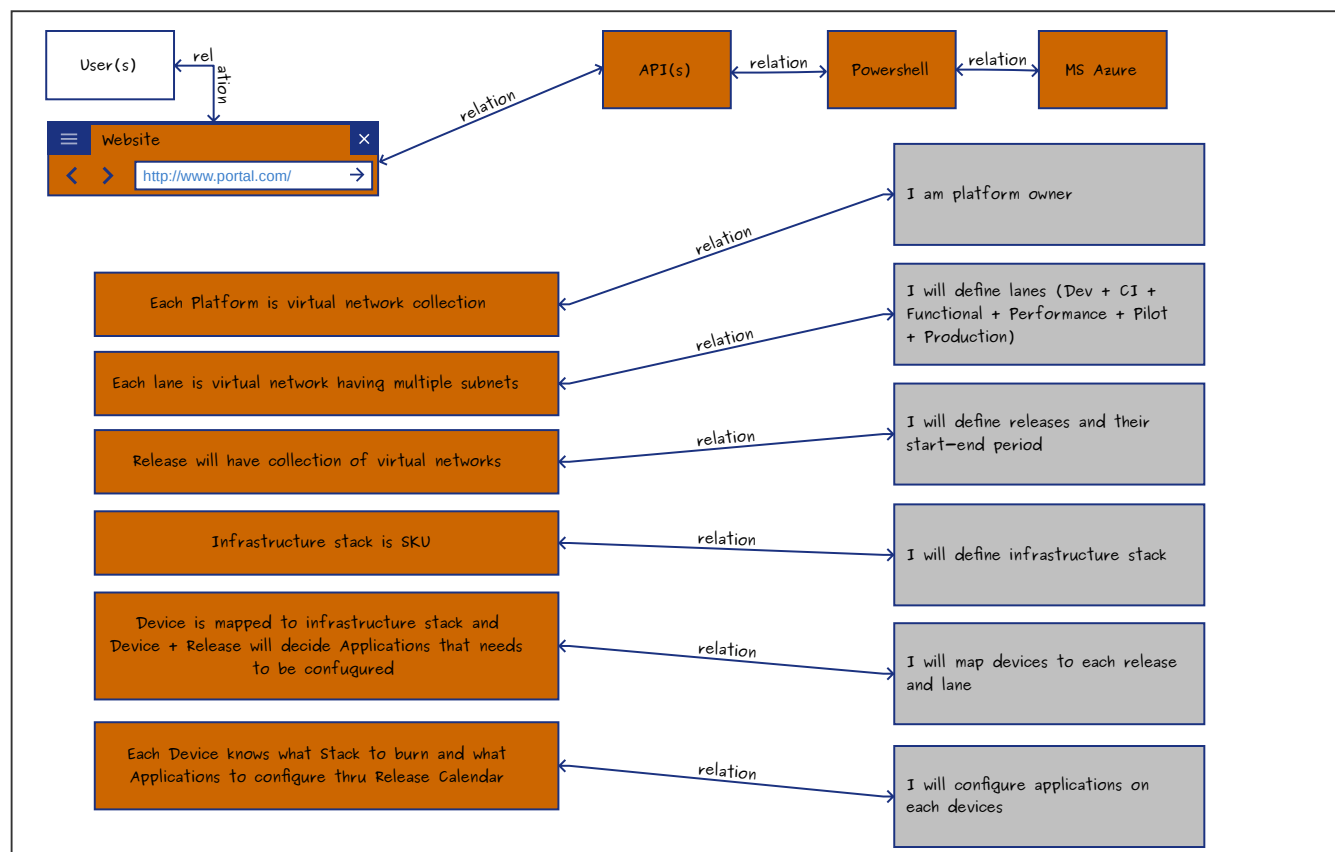 User(s)
relation
Website
http://www.portal.com/
relation
API(s)
relation
Powershell
relation
MS Azure
Each Platform is virtual network collection
relation
I am platform owner
Each lane is virtual network having multiple subnets
relation
I will define lanes (Dev + CI +
Functional + Performance + Pilot
+ Production)
Release will have collection of virtual networks
relation
I will define releases and their
start-end period
Infrastructure stack is SKU
relation
I will define infrastructure stack
Device is mapped to infrastructure stack and
Device + Release will decide Applications that needs
to be confugured
relation
I will map devices to each release
and lane
Each Device knows what Stack to burn and what
Applications to configure thru Release Calendar
relation
I will configure applications on
each devices